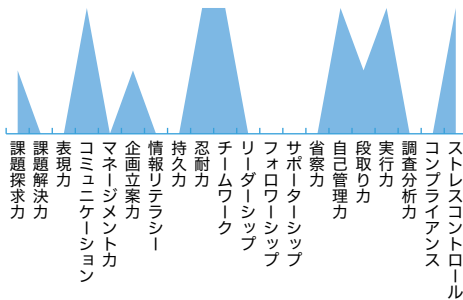 課題探求力
課題解決力
表現力
コミュニケーション
マネージメント力
企画立案力
情報リテラシー
持久力
忍耐力
チームワーク
リーダーシップ
フォロワーシップ
サポーターシップ
省察力
自己管理力
段取り力
実行力
調査分析力
コンプライアンス
ストレスコントロール